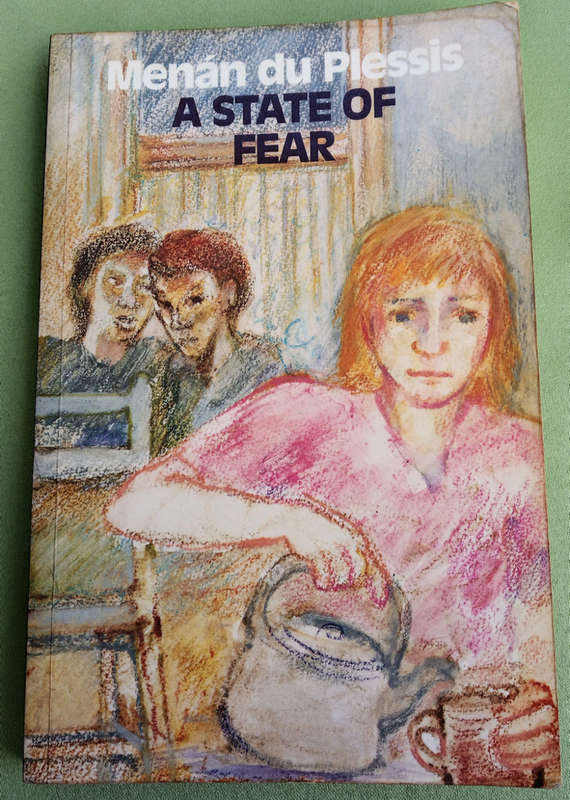 Menán du Plessis
A STATE OF
FEAR